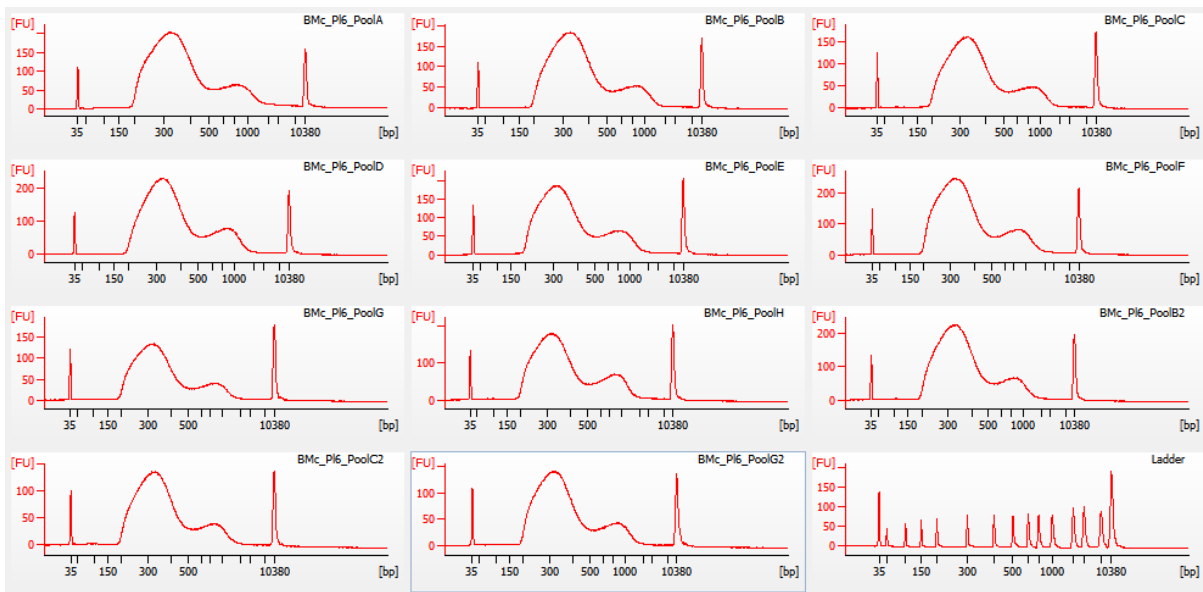 BMc_Pl6_PoolA
[FU]
150
100
50
0
35 150 300 500 1000 10380 [bp]
BMc_Pl6_PoolB
[FU]
150
100
50
0
35 150 300 500 1000 10380 [bp]
BMc_Pl6_PoolC
[FU]
150
100
50
0
35 150 300 500 1000 10380 [bp]
BMc_Pl6_PoolD
[FU]
200
100
0
35 150 300 500 1000 10380 [bp]
BMc_Pl6_PoolE
[FU]
150
100
50
0
35 150 300 500 1000 10380 [bp]
BMc_Pl6_PoolF
[FU]
200
100
0
35 150 300 500 10380 [bp]
BMc_Pl6_PoolG
[FU]
150
100
50
0
35 150 300 500 10380 [bp]
BMc_Pl6_PoolH
[FU]
100
0
35 150 300 500 10380 [bp]
BMc_Pl6_PoolB2
[FU]
200
100
0
35 150 300 500 1000 10380 [bp]
BMc_Pl6_PoolC2
[FU]
100
50
0
35 150 300 500 10380 [bp]
BMc_Pl6_PoolG2
[FU]
100
50
0
35 150 300 500 10380 [bp]
Ladder
[FU]
150
100
50
0
35 150 300 500 1000 10380 [bp]